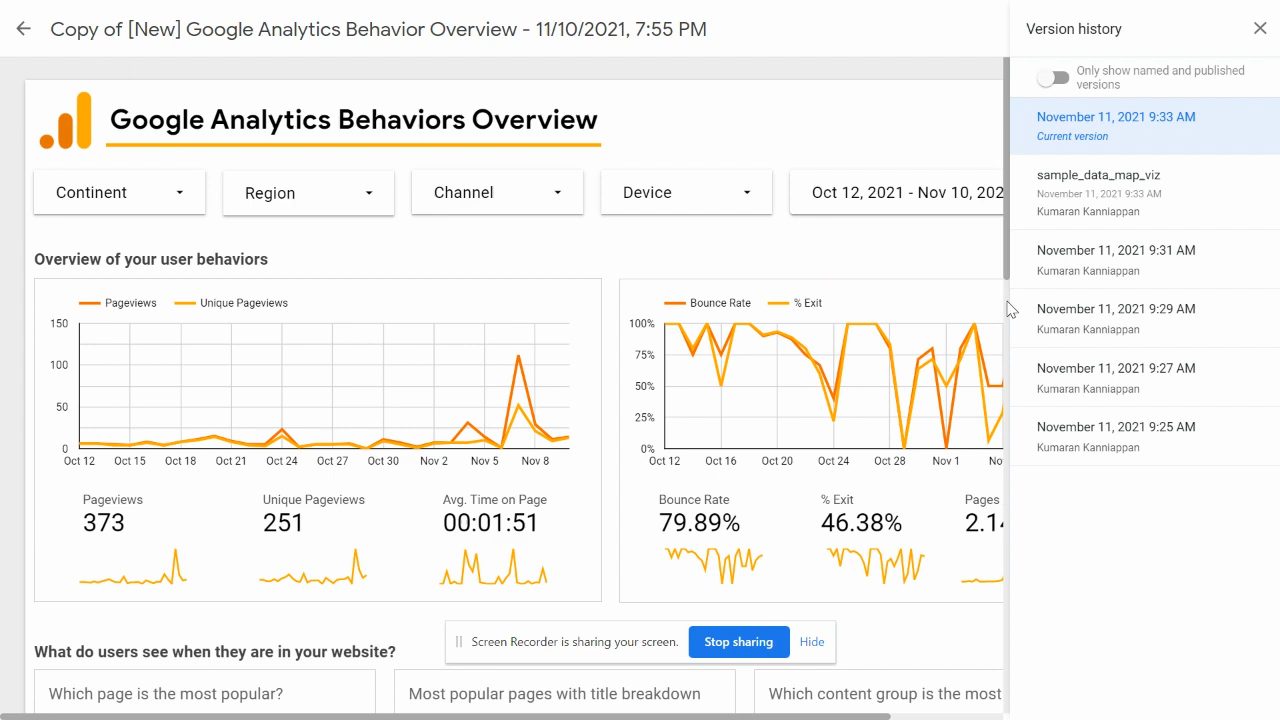 Copy of [New] Google Analytics Behavior Overview - 11/10/2021, 7:55 PM
Version history
Only show named and published
versions
November 11, 2021 9:33 AM
Current version
sample_data_map_viz
November 11, 2021 9:33 AM
Kumaran Kanniappan
November 11, 2021 9:31 AM
Kumaran Kanniappan
November 11, 2021 9:29 AM
Kumaran Kanniappan
November 11, 2021 9:27 AM
Kumaran Kanniappan
November 11, 2021 9:25 AM
Kumaran Kanniappan
Google Analytics Behaviors Overview
Continent Region Channel Device Oct 12, 2021 - Nov 10, 202
Overview of your user behaviors
Pageviews Unique Pageviews
150
100
50
0
Oct 12 Oct 15 Oct 18 Oct 21 Oct 24 Oct 27 Oct 30 Nov 2 Nov 5 Nov 8
Pageviews Unique Pageviews Avg. Time on Page
373 251 00:01:51
Bounce Rate % Exit
100%
75%
50%
25%
0%
Oct 12 Oct 16 Oct 20 Oct 24 Oct 28 Nov 1
Bounce Rate % Exit Pages
79.89% 46.38% 2.14
Screen Recorder is sharing your screen. Stop sharing Hide
What do users see when they are in your website?
Which page is the most popular? Most popular pages with title breakdown Which content group is the most